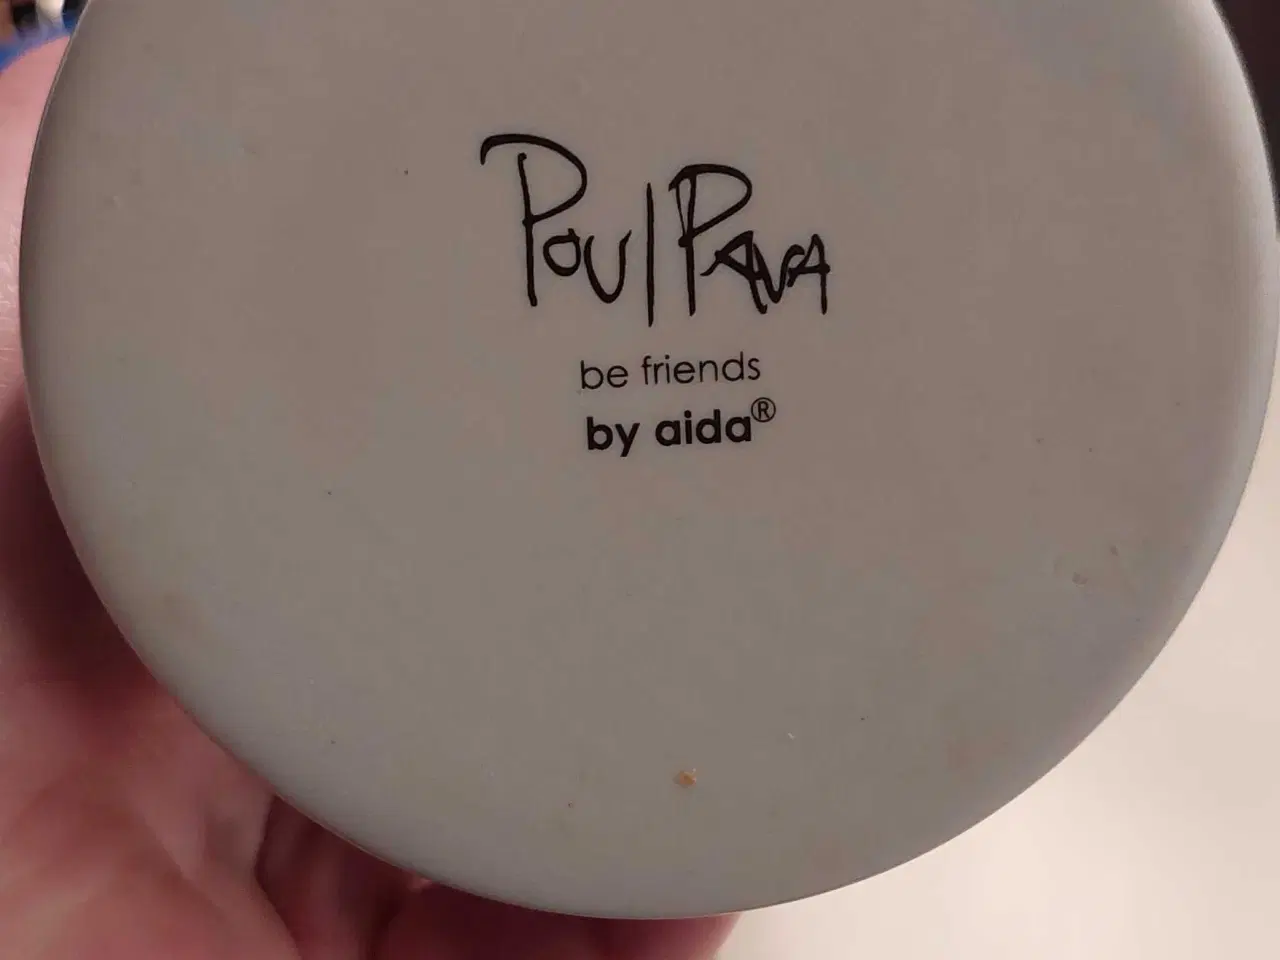 Poul Pava
be friends
by aida®